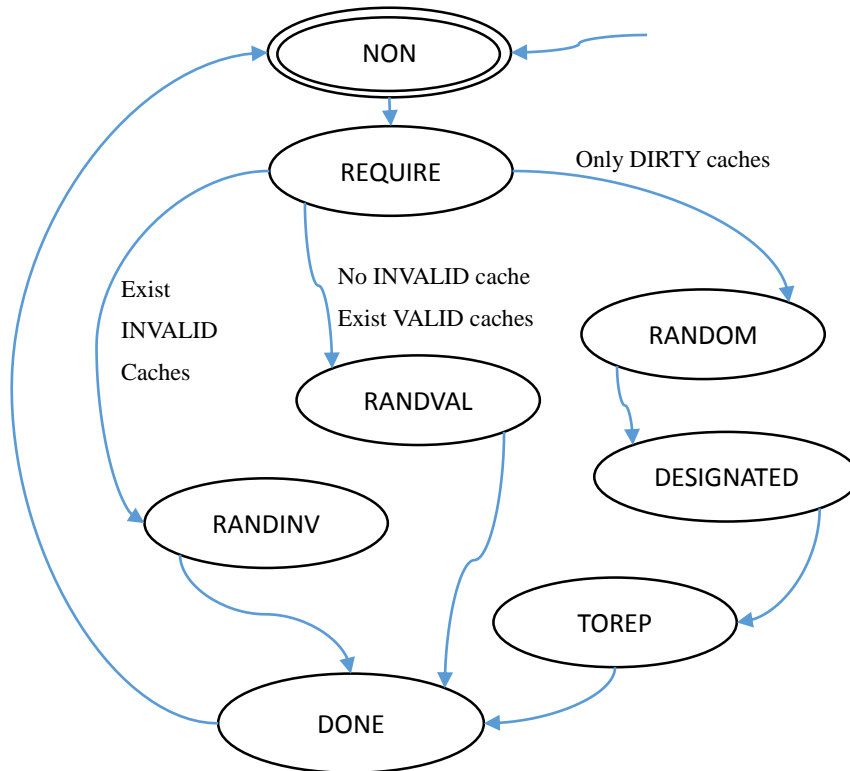 NON
REQUIRE
Only DIRTY caches
Exist
INVALID
Caches
No INVALID cache
Exist VALID caches
RANDOM
RANDVAL
DESIGNATED
RANDINV
TOREP
DONE